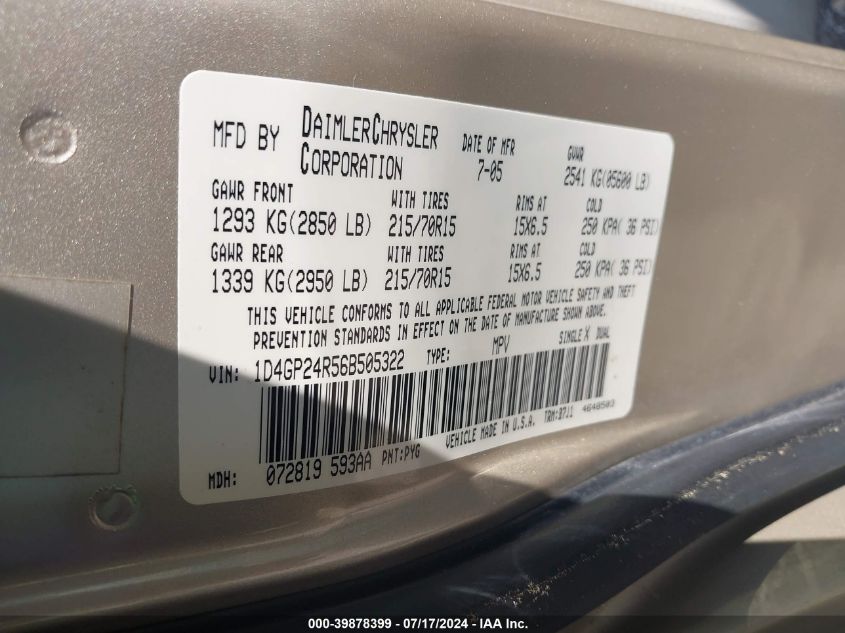 MFD BY DAIMLERCHRYSLER CORPORATION
DATE OF MFR 7-05
GVWR 2541 KG(05600 LB)
GAWR FRONT WITH TIRES RIMS AT COLD
1293 KG(2850 LB) 215/70R15 15X6.5 250 KPA( 36 PSI)
GAWR REAR WITH TIRES RIMS AT COLD
1339 KG(2950 LB) 215/70R15 15X6.5 250 KPA( 36 PSI)
THIS VEHICLE CONFORMS TO ALL APPLICABLE FEDERAL MOTOR VEHICLE SAFETY AND THEFT
PREVENTION STANDARDS IN EFFECT ON THE DATE OF MANUFACTURE SHOWN ABOVE.
VIN: 1D4GP24R56B505322 TYPE: MPV SINGLE X DUAL
VEHICLE MADE IN U.S.A. TRM:B7J1 4648503
MDH: 072819 593AA PNT:PYG
000-39878399 / 07/17/2024 - IAA Inc.